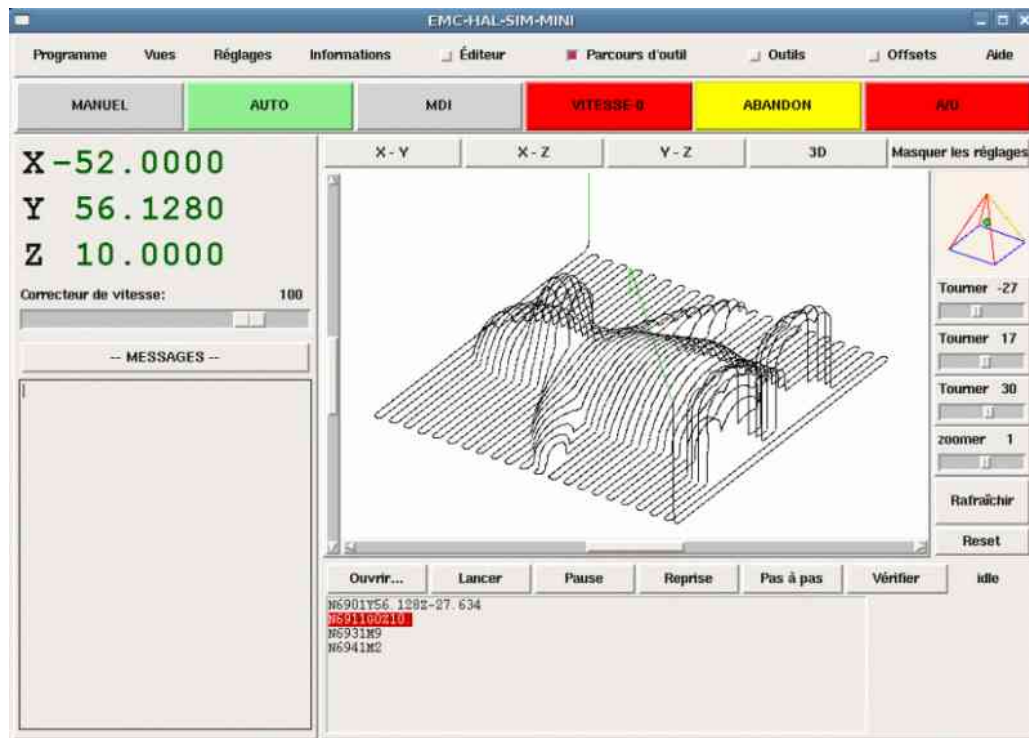 EMC-HAL-SIM-MINI
Programme Vues Réglages Informations Éditeur Parcours d'outil Outils Offsets Aide
MANUEL AUTO MDI VITESSE-0 ABANDON A/U
X - Y X - Z Y - Z 3D Masquer les réglages
X -52.0000
Y 56.1280
Z 10.0000
Correcteur de vitesse: 100
-- MESSAGES --
Tourner -27
Tourner 17
Tourner 30
zoomer 1
Rafraîchir
Reset
Ouvrir... Lancer Pause Reprise Pas à pas Vérifier idle
N6901Y56.128Z-27.634
N6911G0Z10.
N6931M9
N6941M2